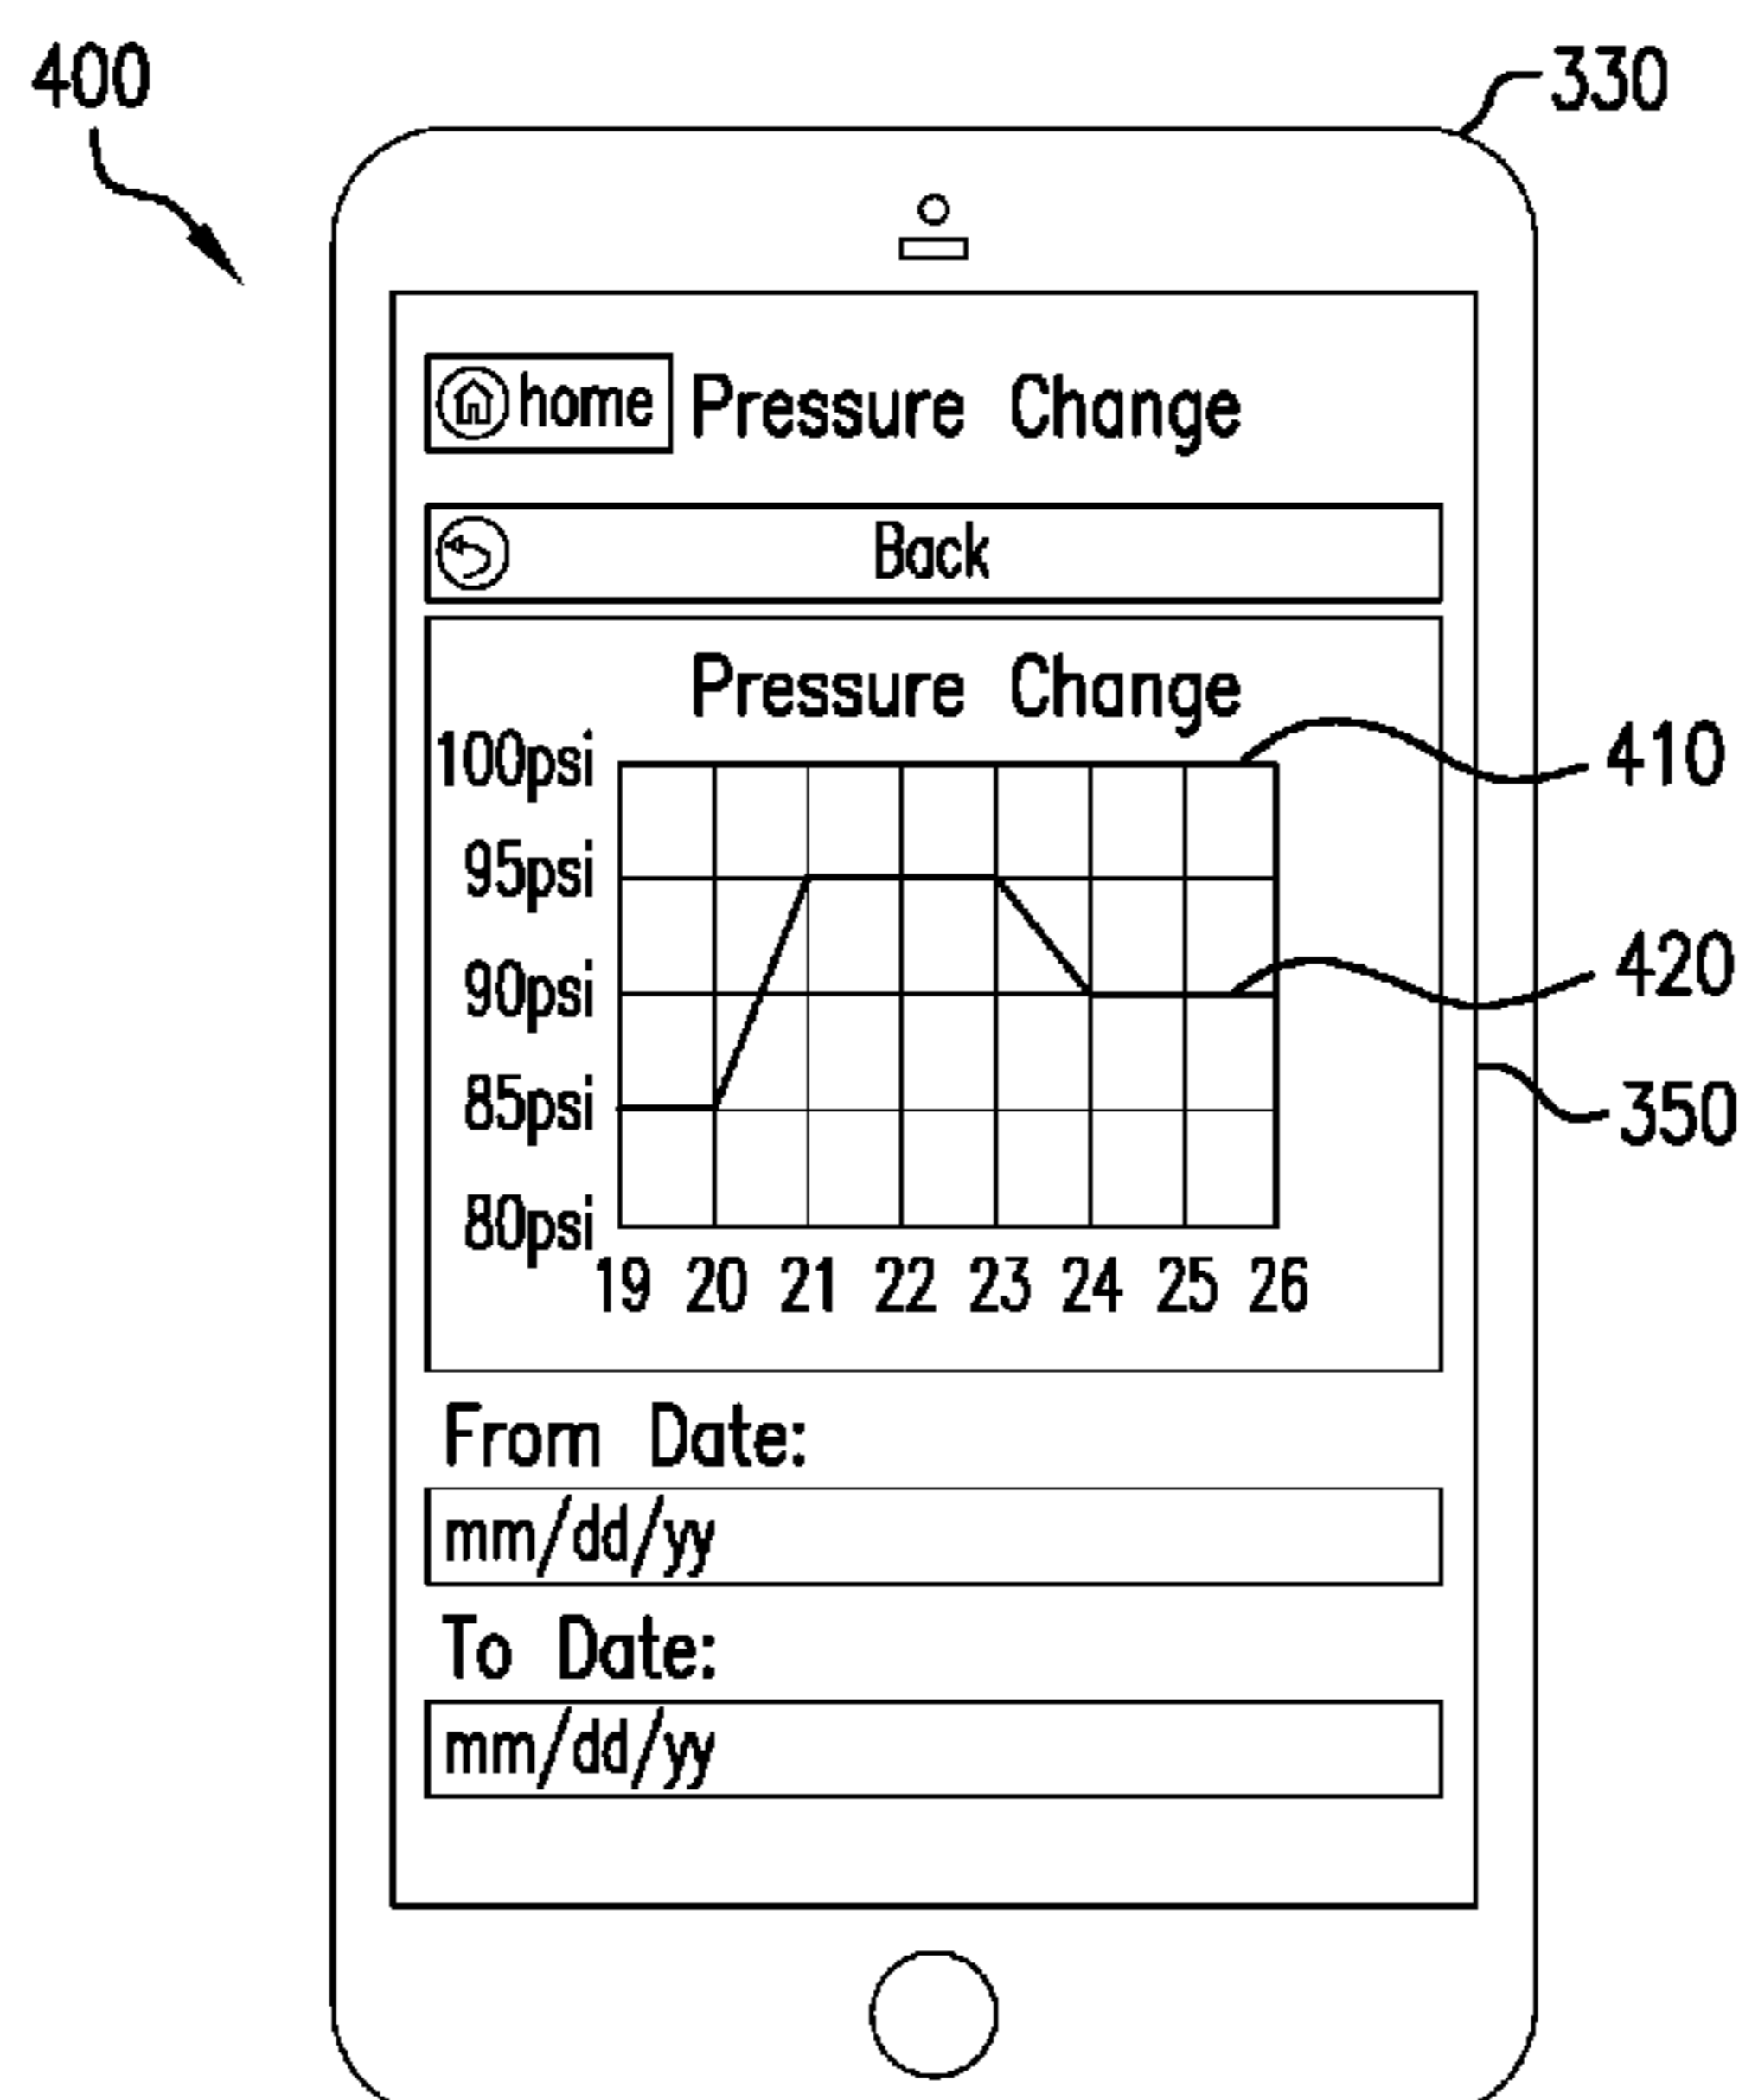 400
330
home Pressure Change
Back
Pressure Change
100psi
410
95psi
90psi
420
85psi
350
80psi
19 20 21 22 23 24 25 26
From Date:
mm/dd/yy
To Date:
mm/dd/yy